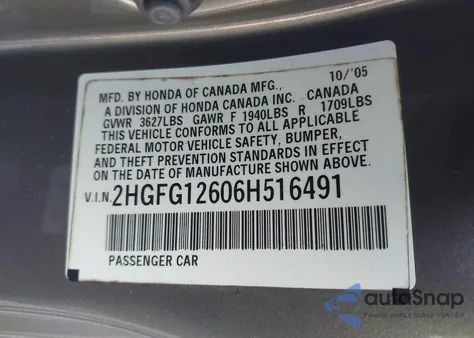 MFD. BY HONDA OF CANADA MFG., 10/'05
A DIVISION OF HONDA CANADA INC. CANADA
GVWR 3627LBS GAWR F 1940LBS R 1709LBS
THIS VEHICLE CONFORMS TO ALL APPLICABLE
FEDERAL MOTOR VEHICLE SAFETY, BUMPER,
AND THEFT PREVENTION STANDARDS IN EFFECT
ON THE DATE OF MANUFACTURE SHOWN ABOVE.
V.I.N. 2HGFG12606H516491
PASSENGER CAR
autoSnap